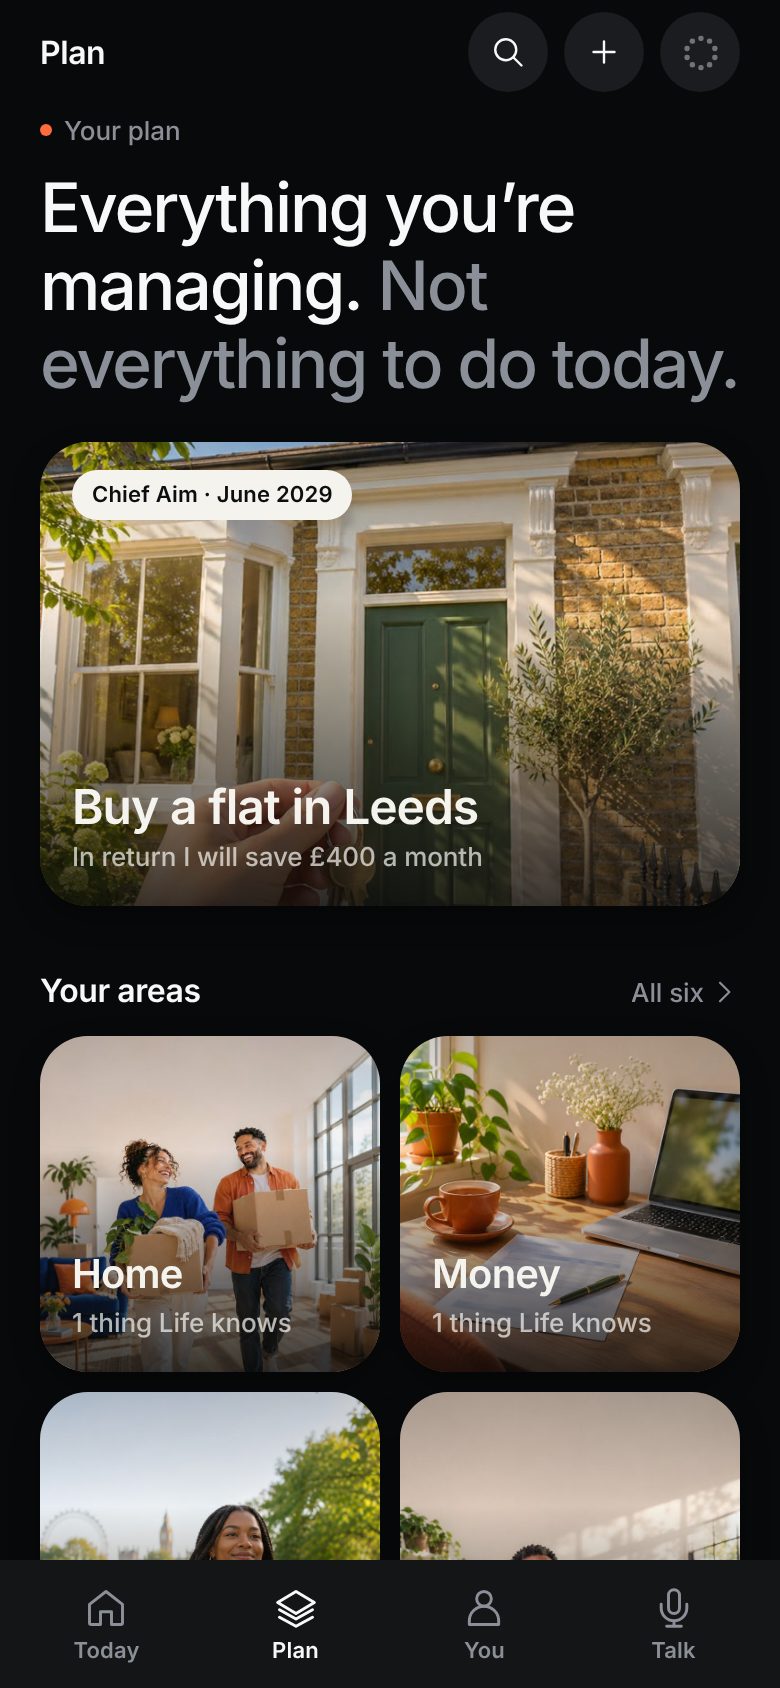 Plan
Your plan
Everything you’re
managing. Not
everything to do today.
Chief Aim · June 2029
Buy a flat in Leeds
In return I will save £400 a month
Your areas
All six
Home
1 thing Life knows
Money
1 thing Life knows
Today
Plan
You
Talk